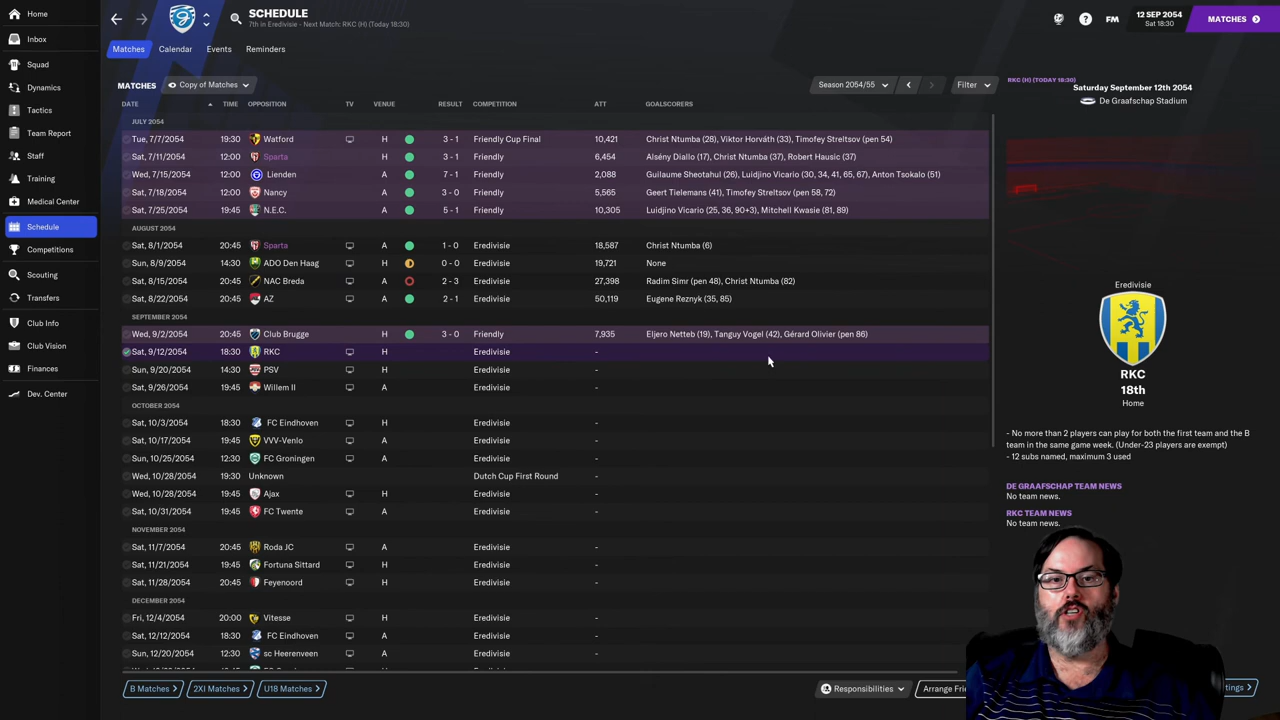 Home
Inbox
Squad
Dynamics
Tactics
Team Report
Staff
Training
Medical Center
Schedule
Competitions
Scouting
Transfers
Club Info
Club Vision
Finances
Dev. Center
SCHEDULE
7th in Eredivisie - Next Match: RKC (H) (Today 18:30)
FM
12 SEP 2054
Sat 18:30
MATCHES
Matches Calendar Events Reminders
MATCHES Copy of Matches Season 2054/55 Filter
DATE TIME OPPOSITION TV VENUE RESULT COMPETITION ATT GOALSCORERS
JULY 2054
Tue, 7/7/2054 19:30 Watford H 3 - 1 Friendly Cup Final 10,421 Christ Ntumba (28), Viktor Horváth (33), Timofey Streltsov (pen 54)
Sat, 7/11/2054 12:00 Sparta H 3 - 1 Friendly 6,454 Alsény Diallo (17), Christ Ntumba (37), Robert Hausic (37)
Wed, 7/15/2054 12:00 Lienden A 7 - 1 Friendly 2,088 Guilaume Sheotahul (26), Luidjino Vicario (30, 34, 41, 65, 67), Anton Tsokalo (51)
Sat, 7/18/2054 12:00 Nancy A 3 - 0 Friendly 5,565 Geert Tielemans (41), Timofey Streltsov (pen 58, 72)
Sat, 7/25/2054 19:45 N.E.C. A 5 - 1 Friendly 10,305 Luidjino Vicario (25, 36, 90+3), Mitchell Kwasie (81, 89)
AUGUST 2054
Sat, 8/1/2054 20:45 Sparta A 1 - 0 Eredivisie 18,587 Christ Ntumba (6)
Sun, 8/9/2054 14:30 ADO Den Haag H 0 - 0 Eredivisie 19,721 None
Sat, 8/15/2054 20:45 NAC Breda A 2 - 3 Eredivisie 27,398 Radim Simr (pen 48), Christ Ntumba (82)
Sat, 8/22/2054 20:45 AZ A 2 - 1 Eredivisie 50,119 Eugene Reznyk (35, 85)
SEPTEMBER 2054
Wed, 9/2/2054 20:45 Club Brugge H 3 - 0 Friendly 7,935 Eljero Netteb (19), Tanguy Vogel (42), Gérard Olivier (pen 86)
Sat, 9/12/2054 18:30 RKC H Eredivisie -
Sun, 9/20/2054 14:30 PSV H Eredivisie -
Sat, 9/26/2054 19:45 Willem II A Eredivisie -
OCTOBER 2054
Sat, 10/3/2054 18:30 FC Eindhoven H Eredivisie -
Sat, 10/17/2054 19:45 VVV-Venlo A Eredivisie -
Sun, 10/25/2054 12:30 FC Groningen A Eredivisie -
Wed, 10/28/2054 19:30 Unknown Dutch Cup First Round -
Wed, 10/28/2054 19:45 Ajax H Eredivisie -
Sat, 10/31/2054 19:45 FC Twente A Eredivisie -
NOVEMBER 2054
Sat, 11/7/2054 20:45 Roda JC A Eredivisie -
Sat, 11/21/2054 19:45 Fortuna Sittard H Eredivisie -
Sat, 11/28/2054 20:45 Feyenoord H Eredivisie -
DECEMBER 2054
Fri, 12/4/2054 20:00 Vitesse H Eredivisie -
Sat, 12/12/2054 18:30 FC Eindhoven A Eredivisie -
Sun, 12/20/2054 12:30 sc Heerenveen A Eredivisie -
B Matches 2XI Matches U18 Matches Responsibilities Arrange Frie
RKC (H) (TODAY 18:30)
Saturday September 12th 2054
De Graafschap Stadium
Eredivisie
RKC
18th
Home
- No more than 2 players can play for both the first team and the B
team in the same game week. (Under-23 players are exempt)
- 12 subs named, maximum 3 used
DE GRAAFSCHAP TEAM NEWS
No team news.
RKC TEAM NEWS
No team news.